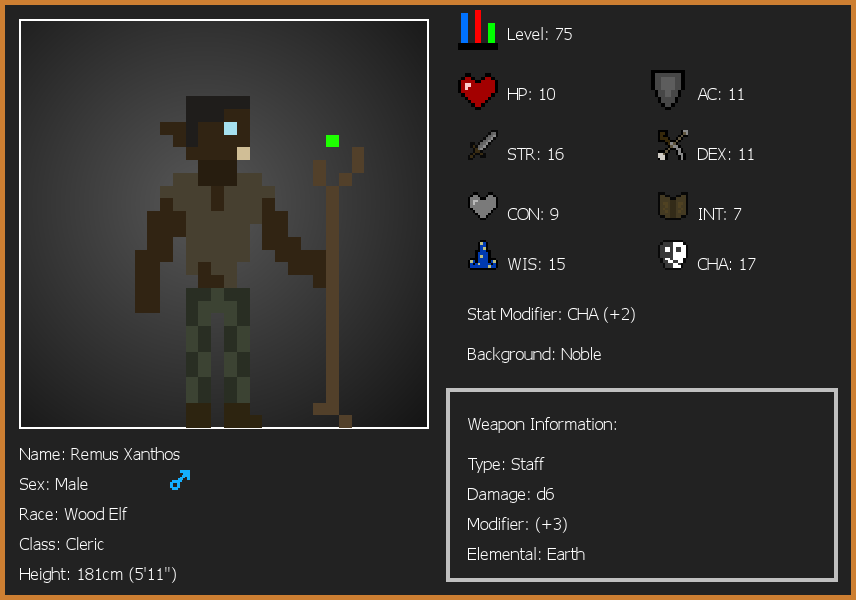 Level: 75
HP: 10
AC: 11
STR: 16
DEX: 11
CON: 9
INT: 7
WIS: 15
CHA: 17
Stat Modifier: CHA (+2)
Background: Noble
Weapon Information:
Type: Staff
Damage: d6
Modifier: (+3)
Elemental: Earth
Name: Remus Xanthos
Sex: Male
Race: Wood Elf
Class: Cleric
Height: 181cm (5'11")